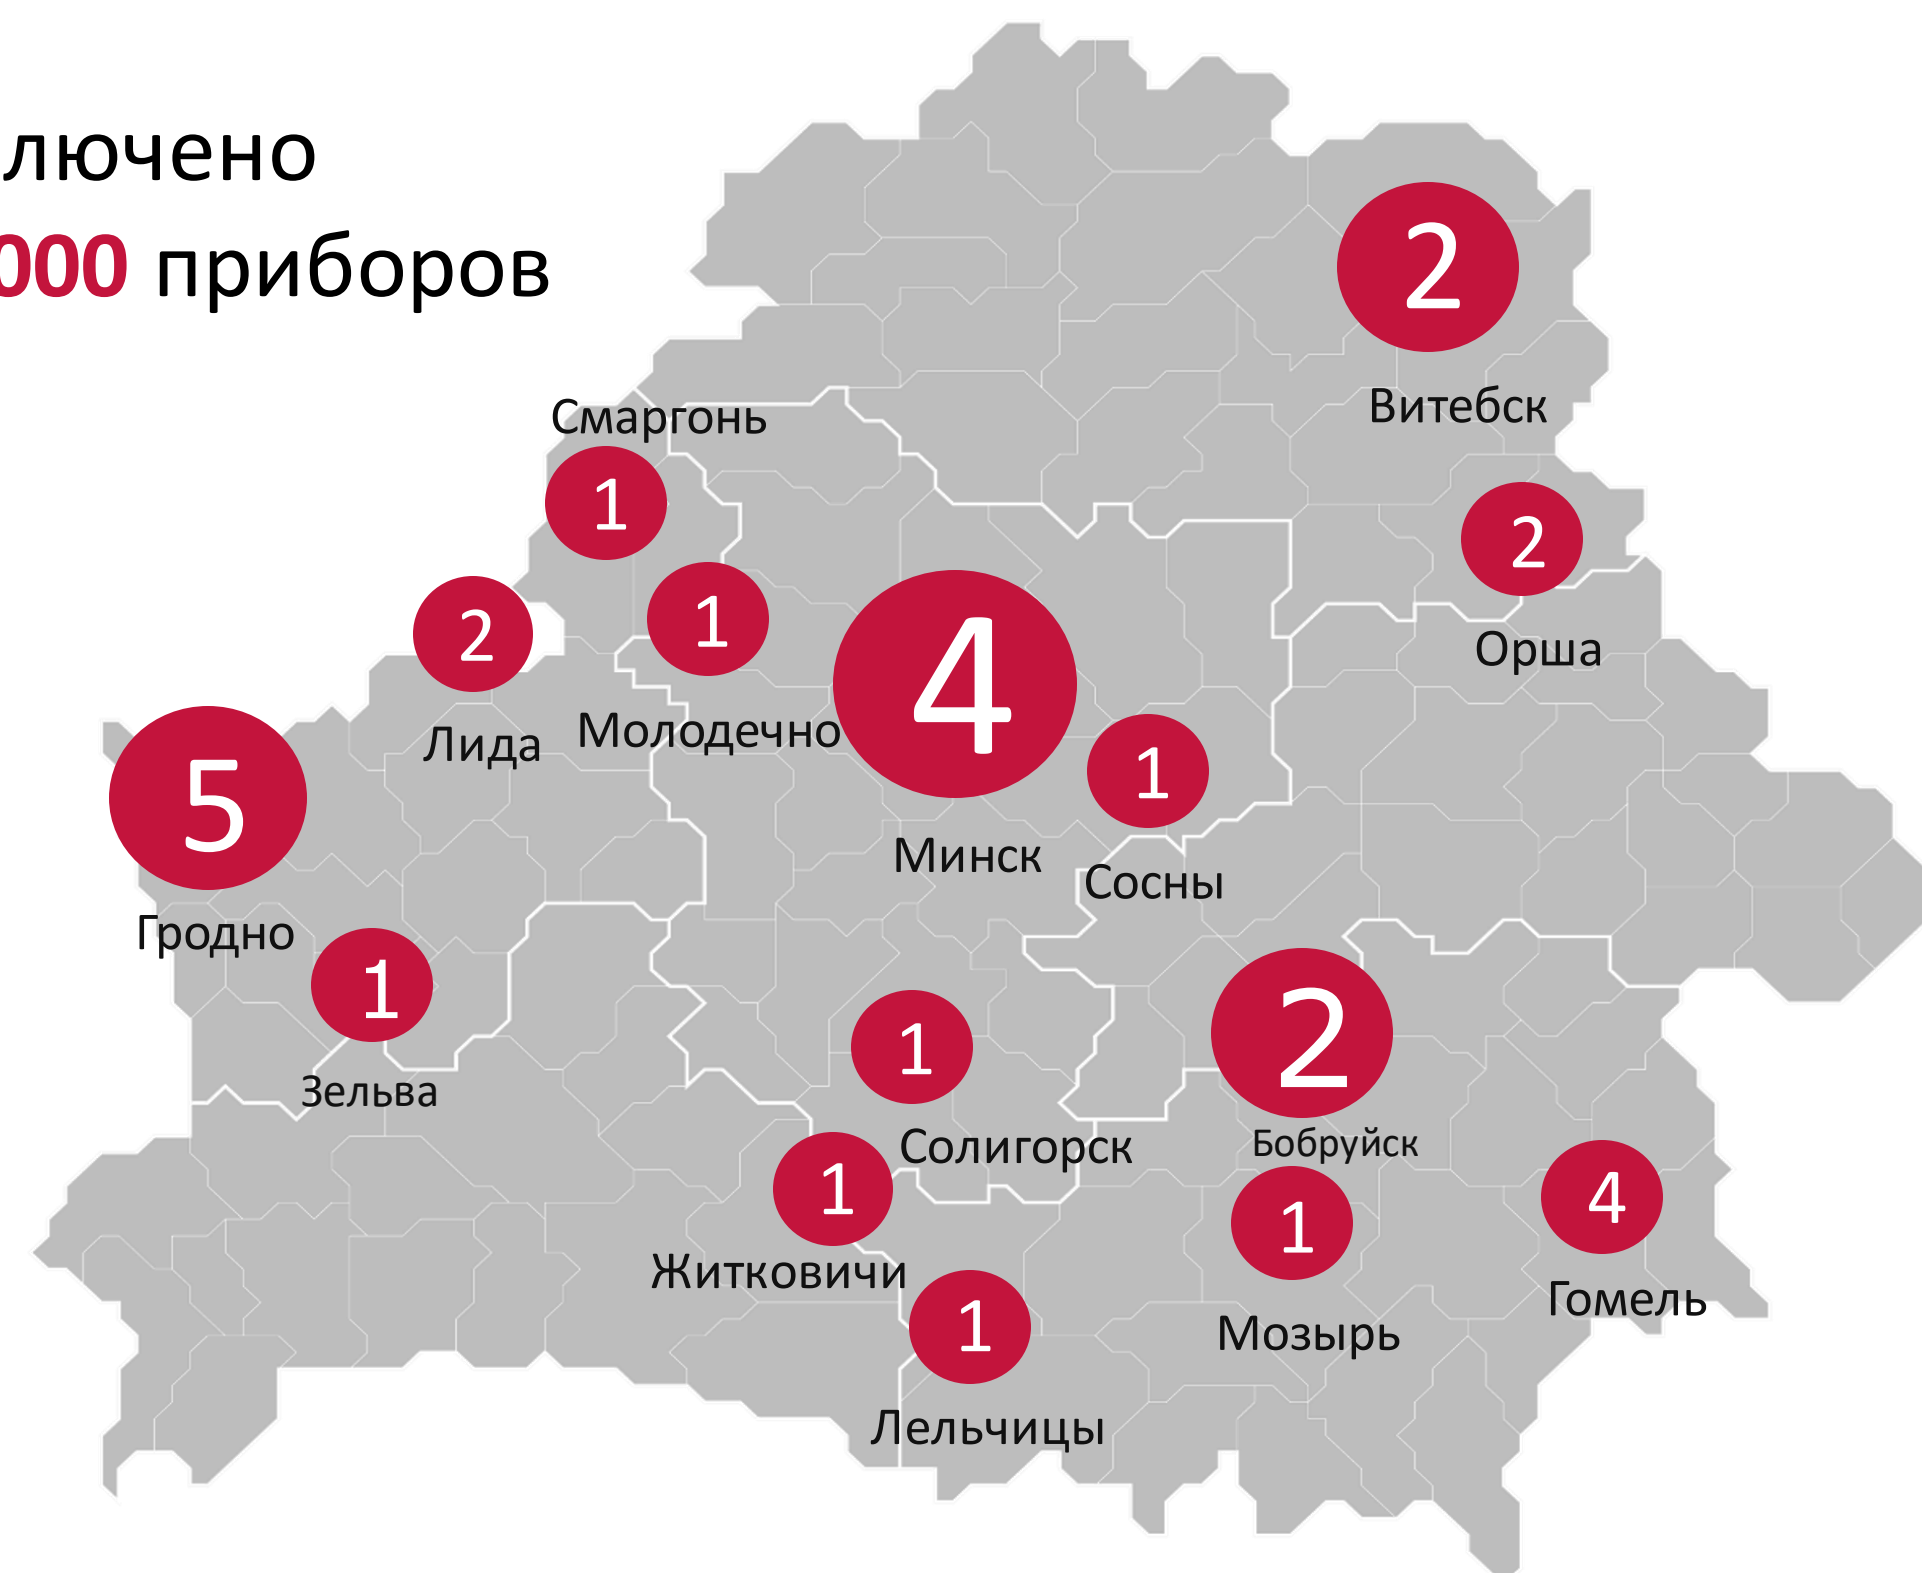 лючено
000 приборов
2
Витебск
Смаргонь
1
2
Орша
2
Лида
1
Молодечно
4
Минск
1
Сосны
5
Гродно
1
Зельва
1
Солигорск
2
Бобруйск
1
Житковичи
1
Мозырь
4
Гомель
1
Лельчицы